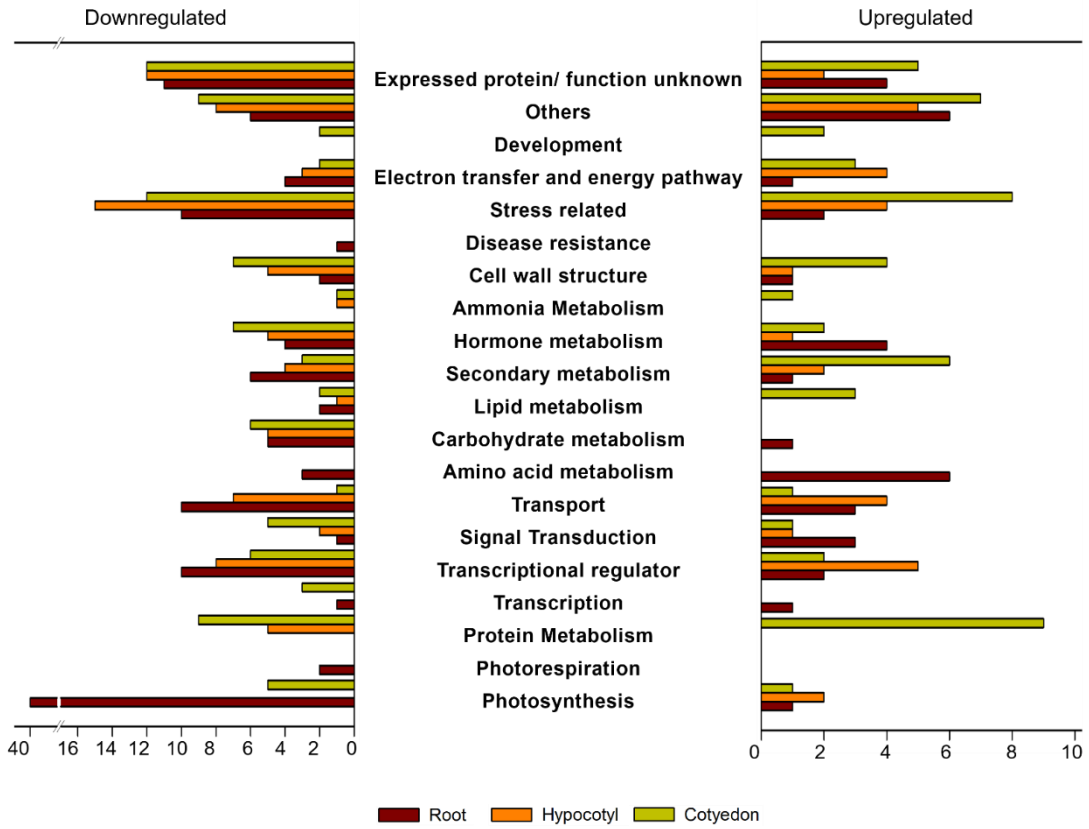 Downregulated
Upregulated
Expressed protein/ function unknown
Others
Development
Electron transfer and energy pathway
Stress related
Disease resistance
Cell wall structure
Ammonia Metabolism
Hormone metabolism
Secondary metabolism
Lipid metabolism
Carbohydrate metabolism
Amino acid metabolism
Transport
Signal Transduction
Transcriptional regulator
Transcription
Protein Metabolism
Photorespiration
Photosynthesis
40 16 14 12 10 8 6 4 2 0
0 2 4 6 8 10
Root Hypocotyl Cotyedon